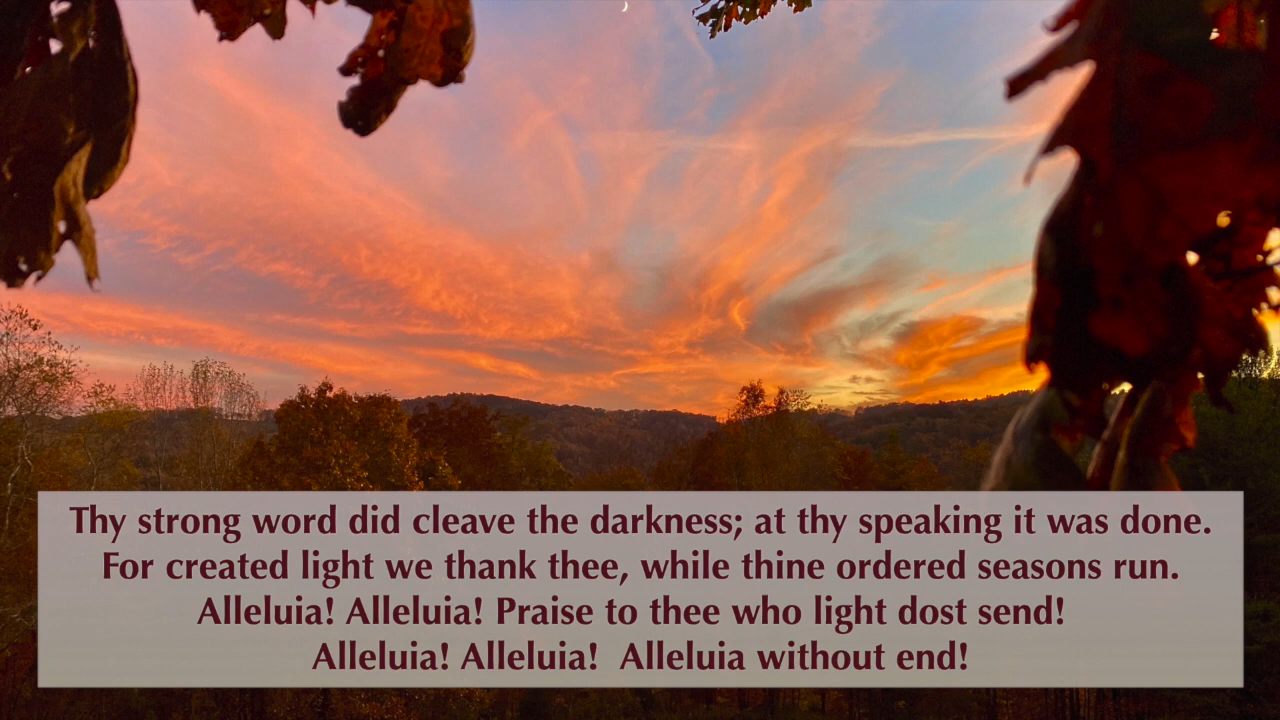 Thy strong word did cleave the darkness; at thy speaking it was done.
For created light we thank thee, while thine ordered seasons run.
Alleluia! Alleluia! Praise to thee who light dost send!
Alleluia! Alleluia!  Alleluia without end!